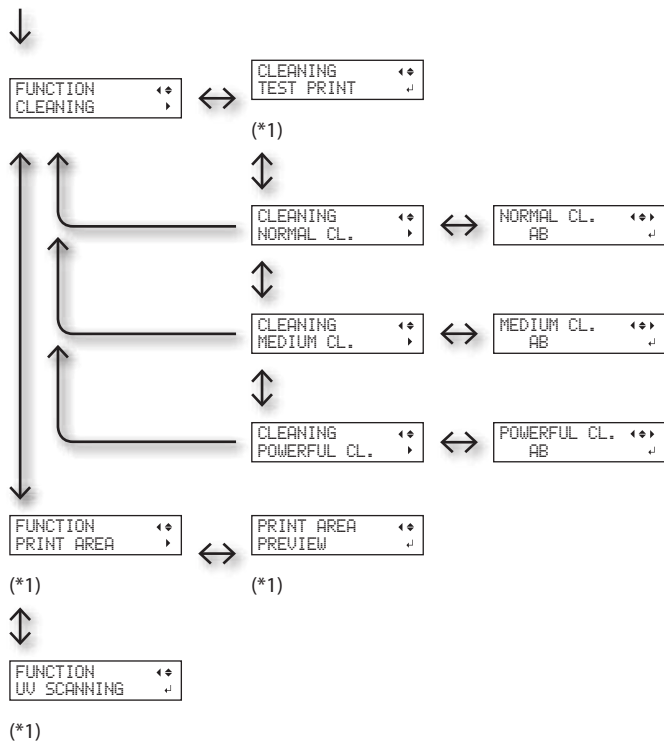 FUNCTION
CLEANING
CLEANING
TEST PRINT
(*1)
CLEANING
NORMAL CL.
NORMAL CL.
AB
CLEANING
MEDIUM CL.
MEDIUM CL.
AB
CLEANING
POWERFUL CL.
POWERFUL CL.
AB
FUNCTION
PRINT AREA
(*1)
PRINT AREA
PREVIEW
(*1)
FUNCTION
UV SCANNING
(*1)